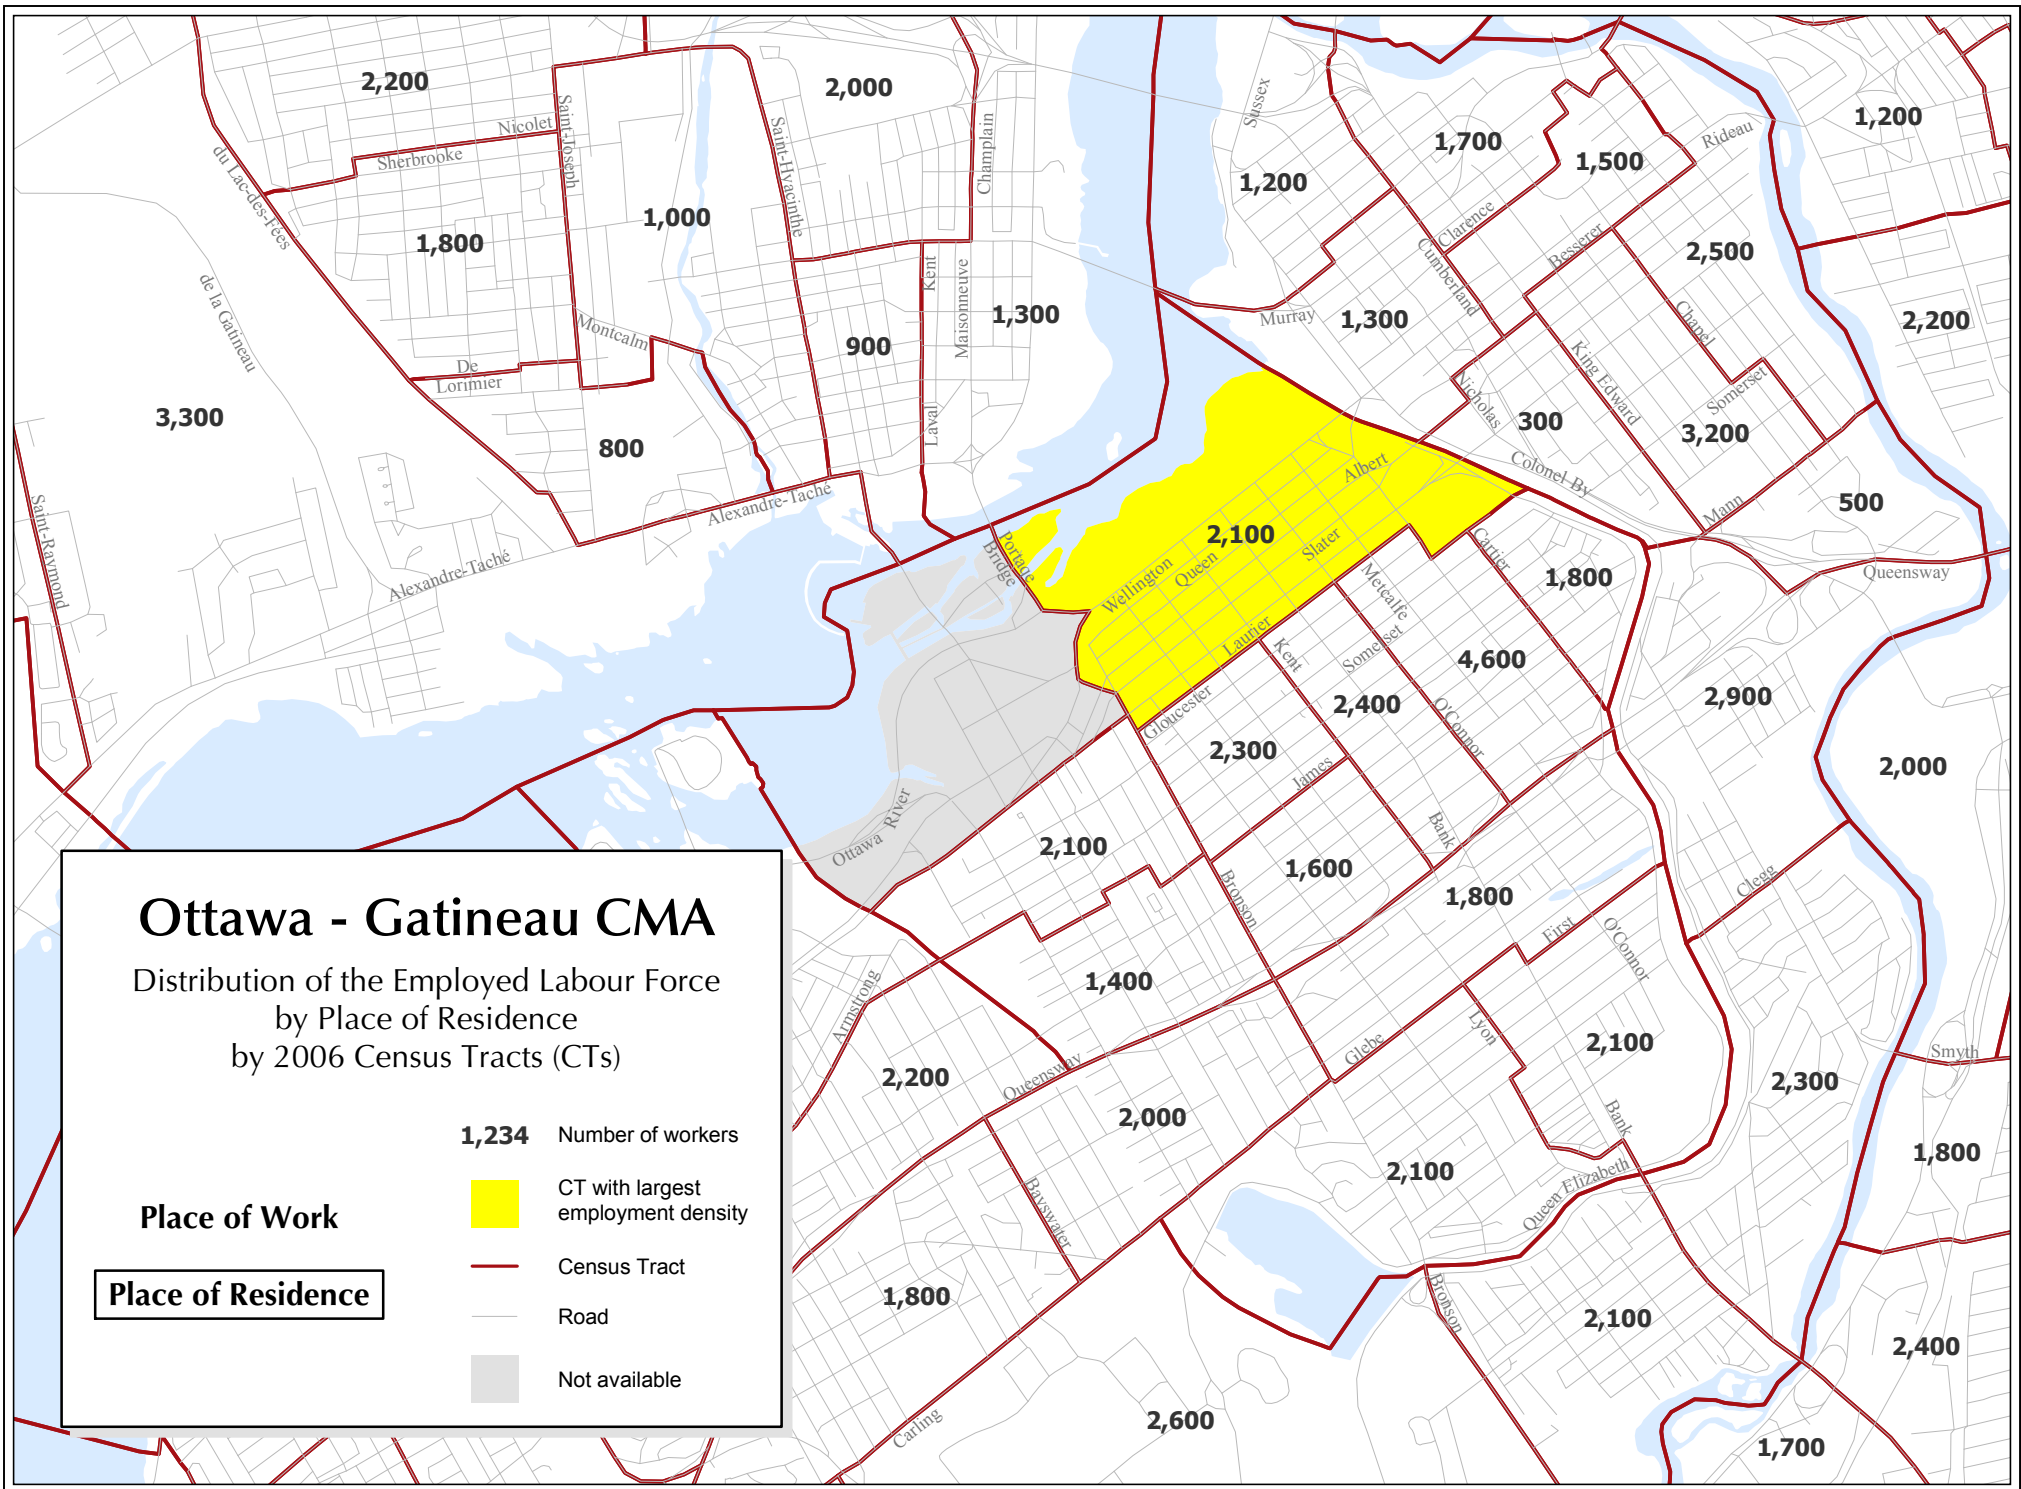 2,200
2,000
Nicolet
Saint-Joseph
Sherbrooke
du Lac-des-Fées
Saint-Hyacinthe
Champlain
Sussex
1,700
1,500
Rideau
1,200
1,200
1,000
1,800
Clarence
Cumberland
Besserer
2,500
de la Gatineau
Kent
Maisonneuve
1,300
Murray
1,300
Chapel
2,200
Montcalm
900
De
Lorimier
King Edward
Somerset
Nicholas
300
3,200
3,300
800
Laval
Colonel By
Albert
Saint-Raymond
Alexandre-Taché
Alexandre-Taché
Mann
500
Portage
Bridge
2,100
Wellington
Queen
Slater
Cartier
1,800
Queensway
Metcalfe
Laurier
Kent
Somerset
4,600
2,900
Gloucester
2,400
O'Connor
2,300
James
2,000
Ottawa River
2,100
Bank
1,600
Bronson
1,800
Clegg
First
O'Connor
1,400
Armstrong
Lyon
Glebe
2,100
Smyth
2,200
Queensway
2,300
2,000
Bank
1,800
2,100
Bayswater
Queen Elizabeth
1,800
Bronson
2,100
2,400
Carling
2,600
1,700
Ottawa - Gatineau CMA
Distribution of the Employed Labour Force
by Place of Residence
by 2006 Census Tracts (CTs)
1,234 Number of workers
CT with largest
employment density
Place of Work
Census Tract
Place of Residence
Road
Not available